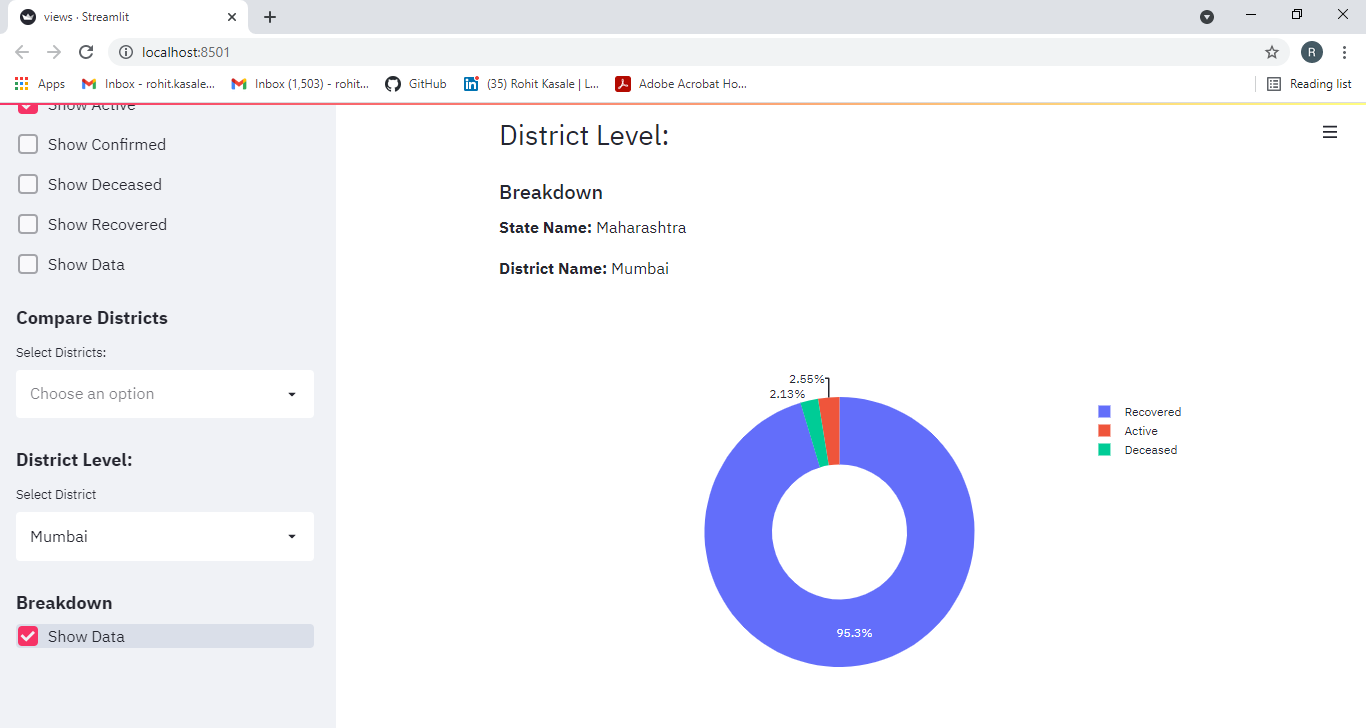 views · Streamlit
localhost:8501
R
Apps
Inbox - rohit.kasale...
Inbox (1,503) - rohit...
GitHub
(35) Rohit Kasale | L...
Adobe Acrobat Ho...
Reading list
Show Active
Show Confirmed
Show Deceased
Show Recovered
Show Data
Compare Districts
Select Districts:
Choose an option
District Level:
Select District
Mumbai
Breakdown
Show Data
District Level:
Breakdown
State Name: Maharashtra
District Name: Mumbai
2.55%
2.13%
95.3%
Recovered
Active
Deceased